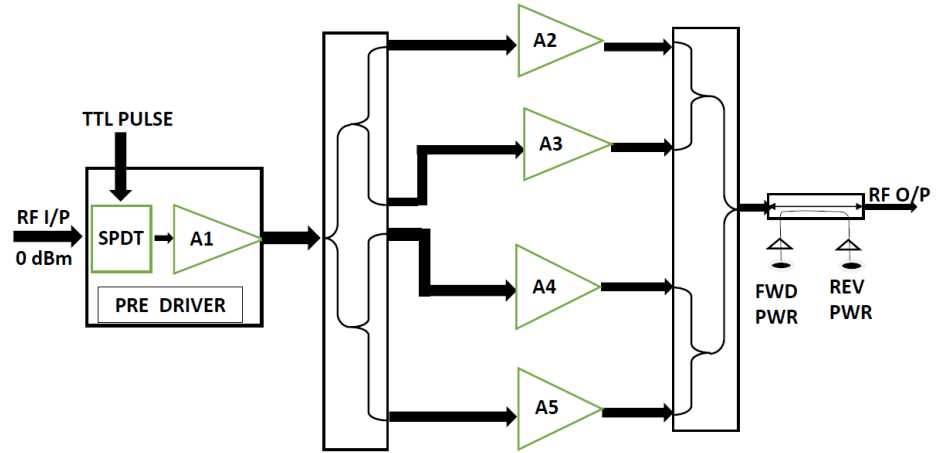 TTL PULSE
RF I/P
0 dBm
SPDT
A1
PRE DRIVER
A2
A3
A4
A5
RF O/P
FWD
PWR
REV
PWR